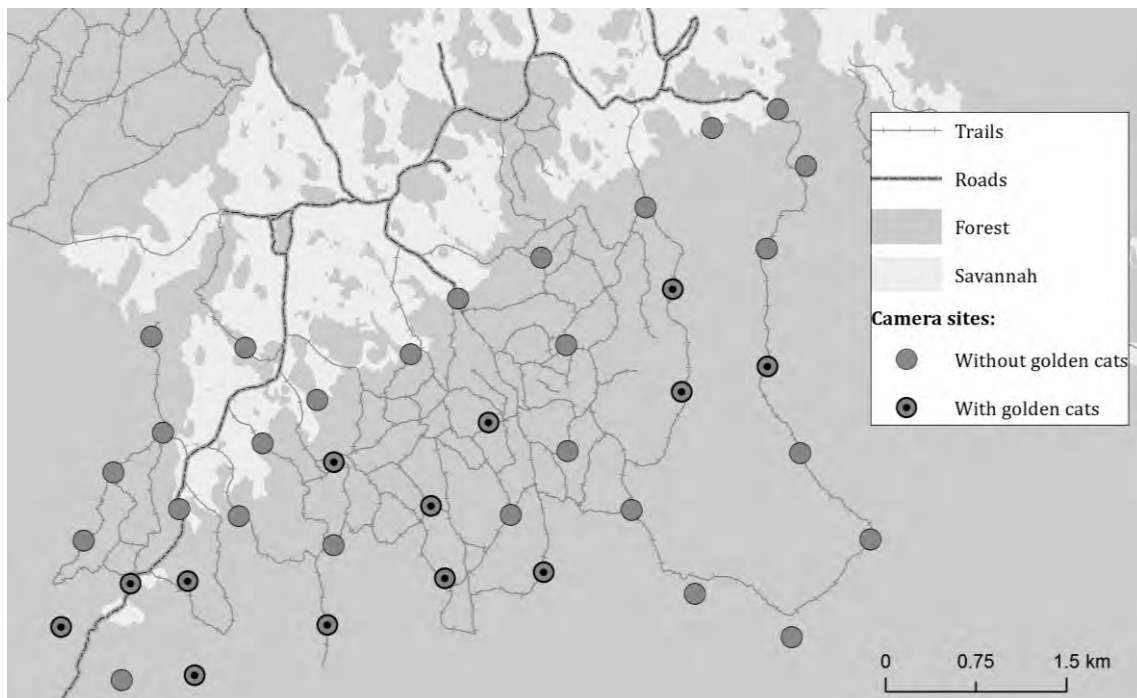 Trails
Roads
Forest
Savannah
Camera sites:
Without golden cats
With golden cats
0 0.75 1.5 km